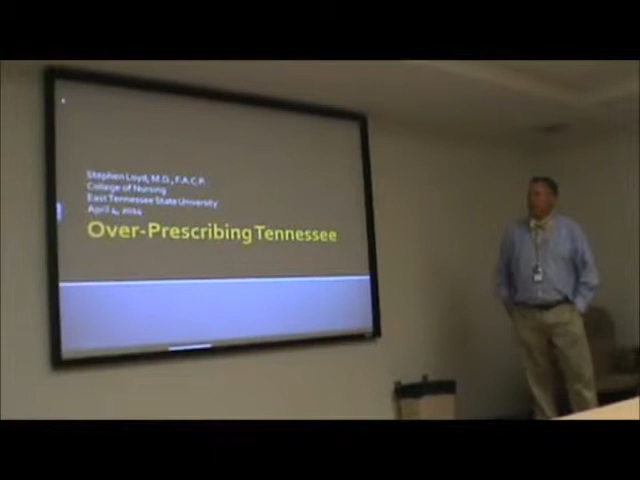 Stephen Loyd, M.D., F.A.C.P.
College of Nursing
East Tennessee State University
April 4, 2014
Over-Prescribing Tennessee